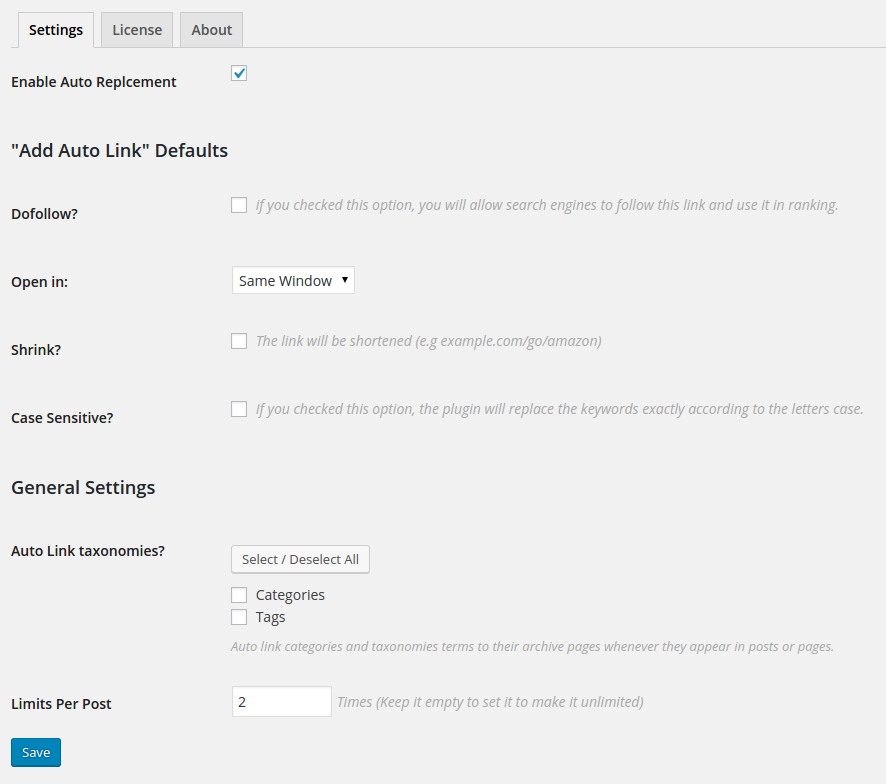 Settings
License
About
Enable Auto Replcement
"Add Auto Link" Defaults
Dofollow?
if you checked this option, you will allow search engines to follow this link and use it in ranking.
Open in:
Same Window
Shrink?
The link will be shortened (e.g example.com/go/amazon)
Case Sensitive?
If you checked this option, the plugin will replace the keywords exactly according to the letters case.
General Settings
Auto Link taxonomies?
Select / Deselect All
Categories
Tags
Auto link categories and taxonomies terms to their archive pages whenever they appear in posts or pages.
Limits Per Post
2
Times (Keep it empty to set it to make it unlimited)
Save